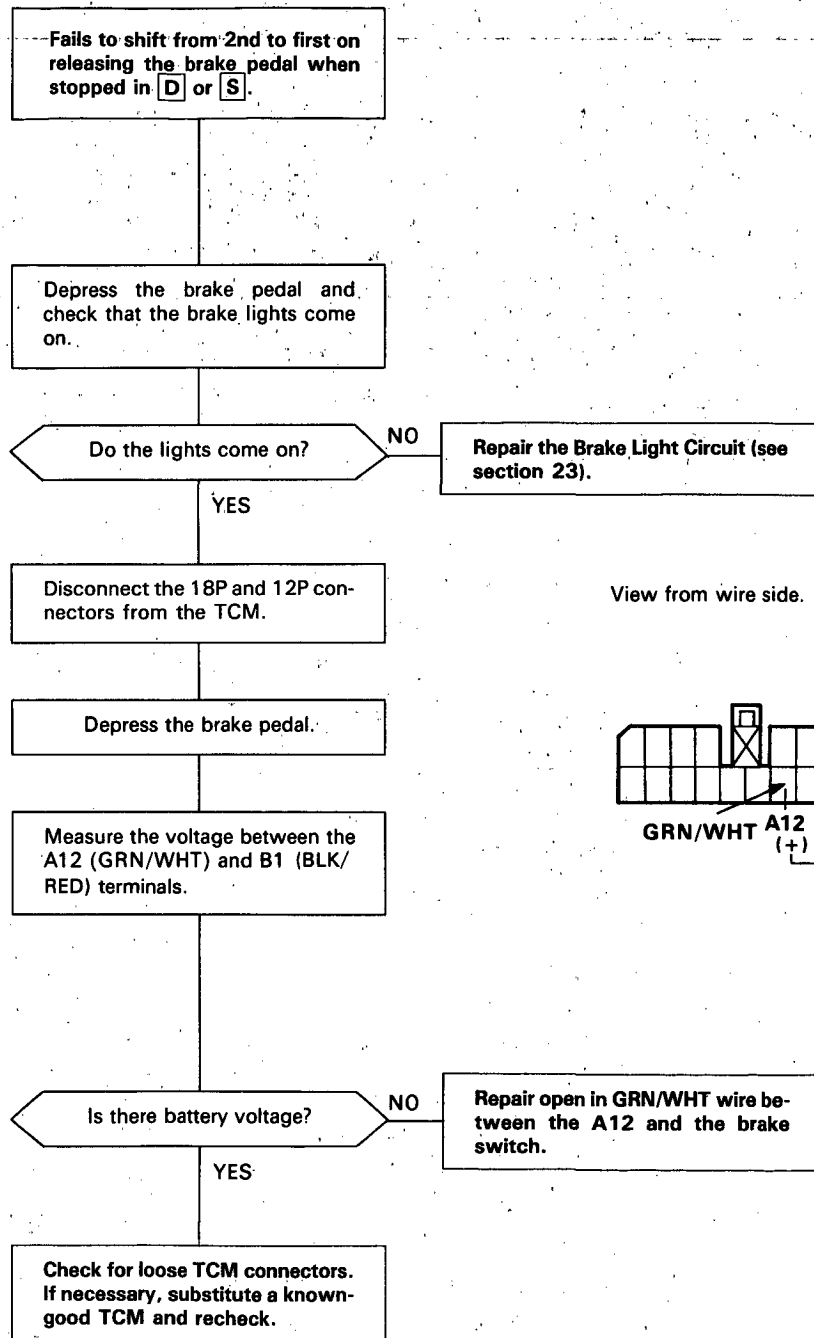 Fails to shift from 2nd to first on
releasing the brake pedal when
stopped in D or S.
Depress the brake pedal and
check that the brake lights come
on.
Do the lights come on?
NO
Repair the Brake Light Circuit (see
section 23).
YES
Disconnect the 18P and 12P con-
nectors from the TCM.
View from wire side.
Depress the brake pedal.
Measure the voltage between the
A12 (GRN/WHT) and B1 (BLK/
RED) terminals.
GRN/WHT A12
(+)
Is there battery voltage?
NO
Repair open in GRN/WHT wire be-
tween the A12 and the brake
switch.
YES
Check for loose TCM connectors.
If necessary, substitute a known-
good TCM and recheck.